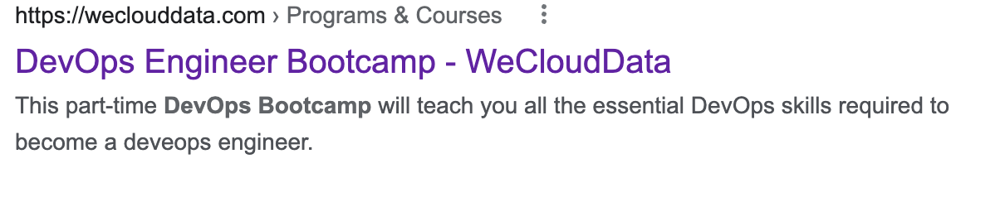 https://weclouddata.com › Programs & Courses
DevOps Engineer Bootcamp - WeCloudData
This part-time DevOps Bootcamp will teach you all the essential DevOps skills required to
become a deveops engineer.